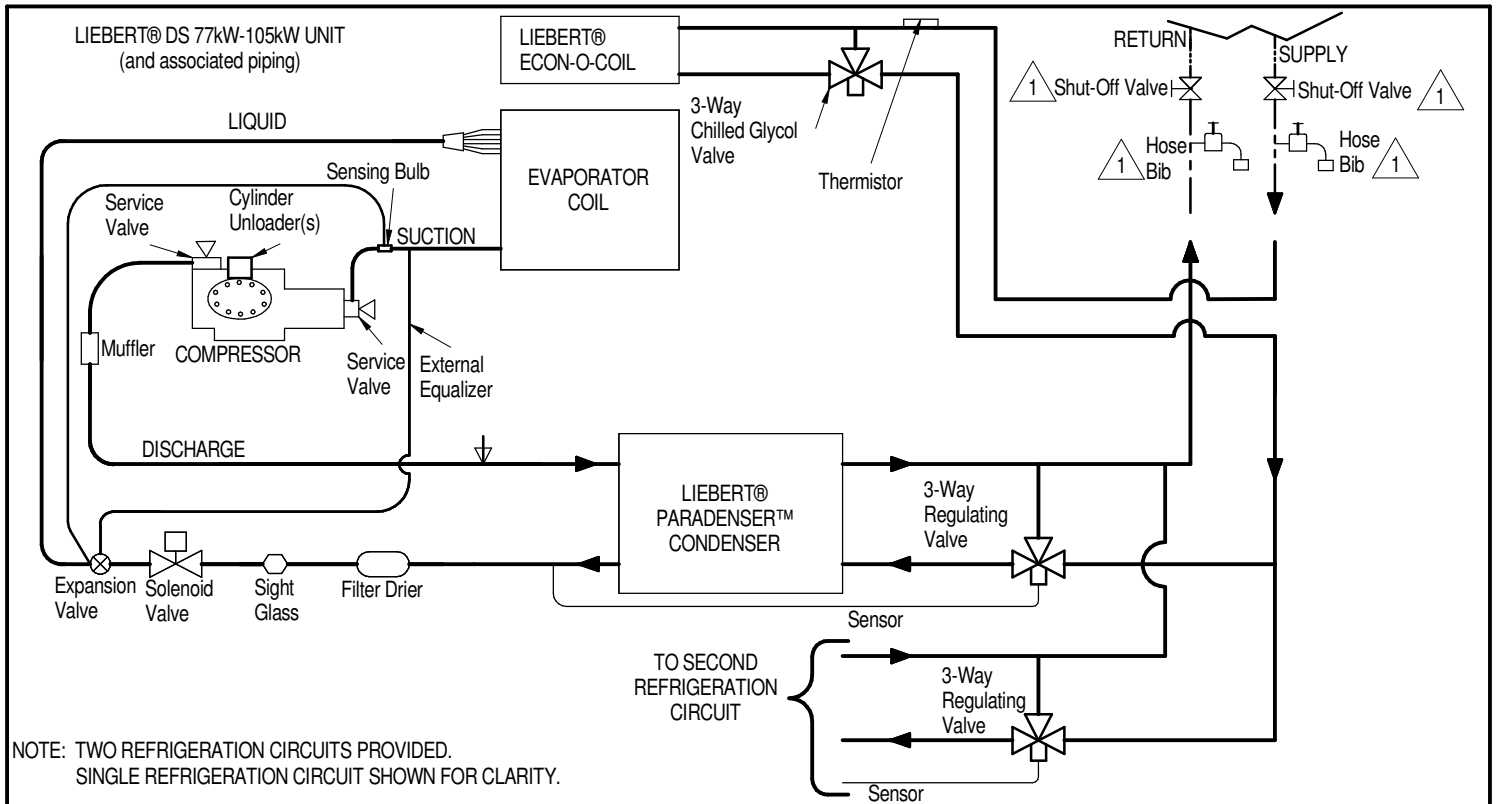 LIEBERT® DS 77kW-105kW UNIT
(and associated piping)
LIEBERT®
ECON-O-COIL
RETURN
SUPPLY
1
Shut-Off Valve
Shut-Off Valve
1
3-Way
Chilled Glycol
Valve
LIQUID
Hose
Bib
1
Hose
Bib
1
Thermistor
EVAPORATOR
COIL
Sensing Bulb
Service
Valve
Cylinder
Unloader(s)
SUCTION
Muffler
COMPRESSOR
Service
Valve
External
Equalizer
DISCHARGE
LIEBERT®
PARADENSER™
CONDENSER
3-Way
Regulating
Valve
Expansion
Valve
Solenoid
Valve
Sight
Glass
Filter Drier
Sensor
TO SECOND
REFRIGERATION
CIRCUIT
3-Way
Regulating
Valve
Sensor
NOTE: TWO REFRIGERATION CIRCUITS PROVIDED.
SINGLE REFRIGERATION CIRCUIT SHOWN FOR CLARITY.